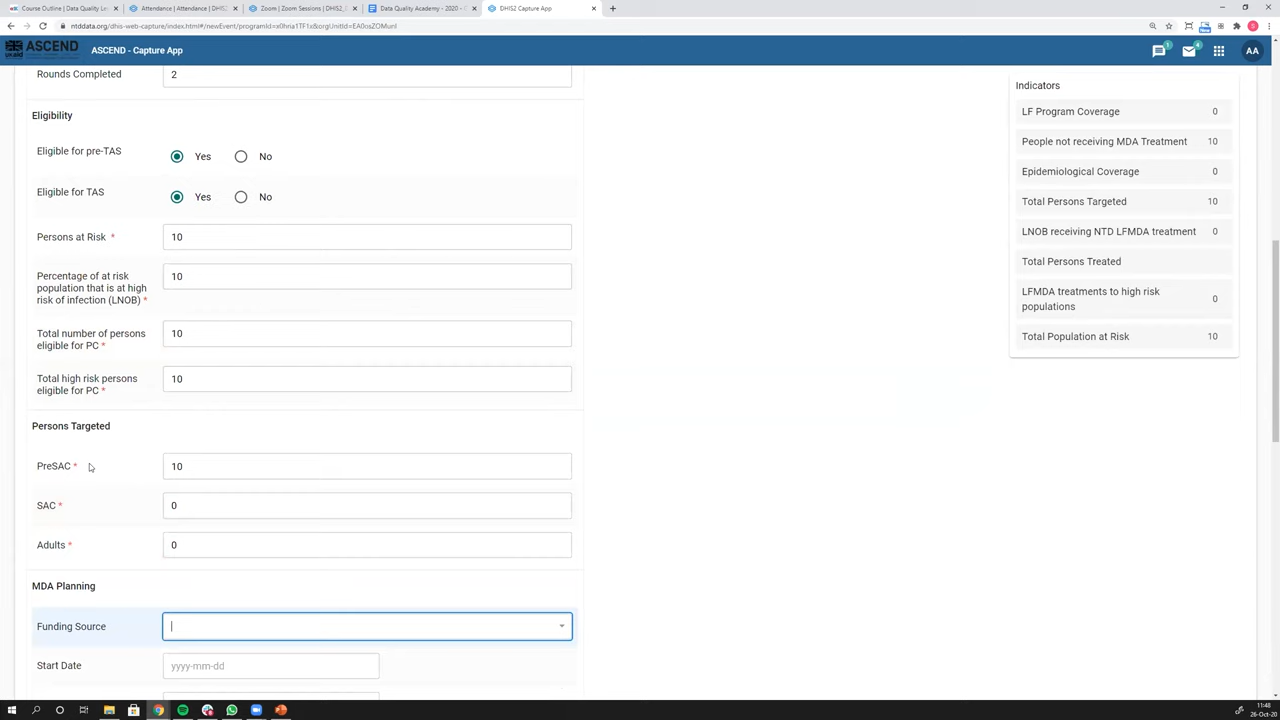 Course Outline | Data Quality Le
Attendance | Attendance | DHIS2
Zoom | Zoom Sessions | DHIS2_
Data Quality Academy - 2020 -
DHIS2 Capture App
ntddata.org/dhis-web-capture/index.html#/newEvent/
New
S
UKaid
ASCEND
ASCEND - Capture App
AA
Rounds Completed
2
Eligibility
Eligible for pre-TAS
Yes
No
Eligible for TAS
Yes
No
Persons at Risk *
10
Percentage of at risk
population that is at high
risk of infection (LNOB) *
10
Total number of persons
eligible for PC *
10
Total high risk persons
eligible for PC *
10
Persons Targeted
PreSAC *
10
SAC *
0
Adults *
0
MDA Planning
Funding Source
Start Date
yyyy-mm-dd
Indicators
LF Program Coverage 0
People not receiving MDA Treatment 10
Epidemiological Coverage 0
Total Persons Targeted 10
LNOB receiving NTD LFMDA treatment 0
Total Persons Treated
LFMDA treatments to high risk
populations 0
Total Population at Risk 10
11:48
26-Oct-20